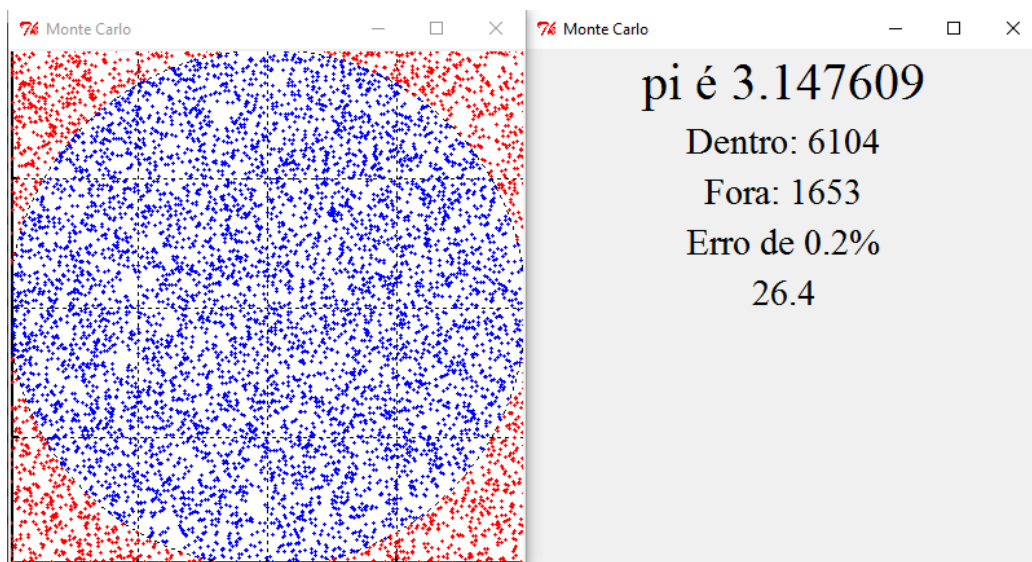 Monte Carlo
Monte Carlo
pi é 3.147609
Dentro: 6104
Fora: 1653
Erro de 0.2%
26.4